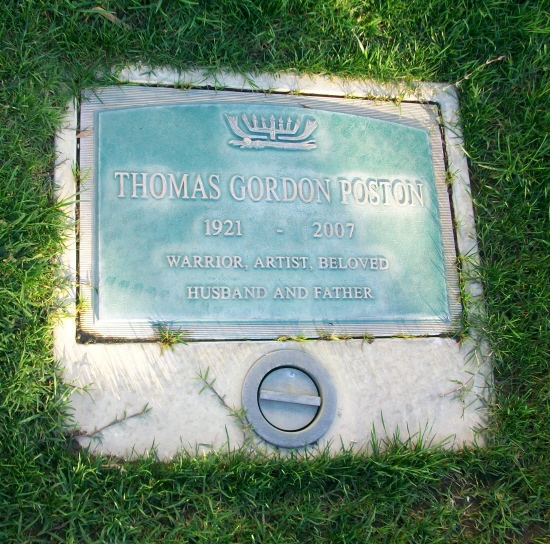 THOMAS GORDON POSTON
1921 - 2007
WARRIOR, ARTIST, BELOVED
HUSBAND AND FATHER